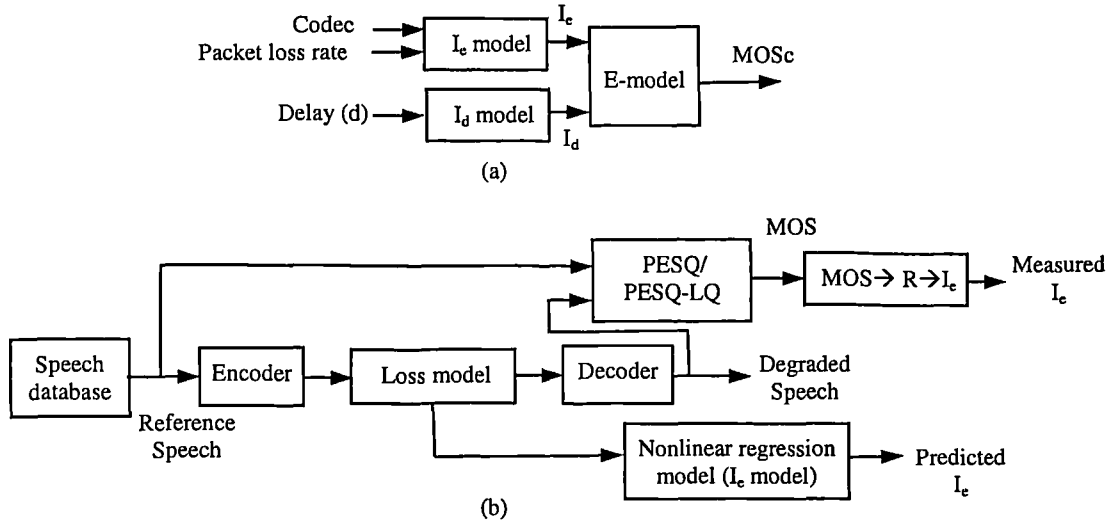 Codec
Packet loss rate
Ie model
Ie
E-model
MOSc
Delay (d)
Id model
Id
(a)
MOS
PESQ/
PESQ-LQ
MOS→ R→Ie
Measured
Ie
Speech
database
Encoder
Loss model
Decoder
Degraded
Speech
Reference
Speech
Nonlinear regression
model (Ie model)
Predicted
Ie
(b)